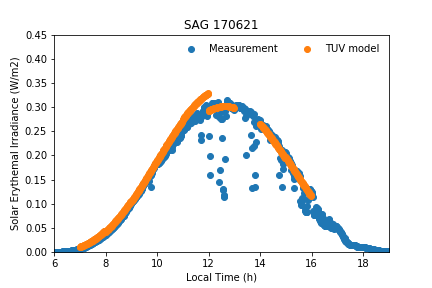 SAG 170621
Measurement
TUV model
Solar Erythemal Irradiance (W/m2)
0.45
0.40
0.35
0.30
0.25
0.20
0.15
0.10
0.05
0.00
6 8 10 12 14 16 18
Local Time (h)